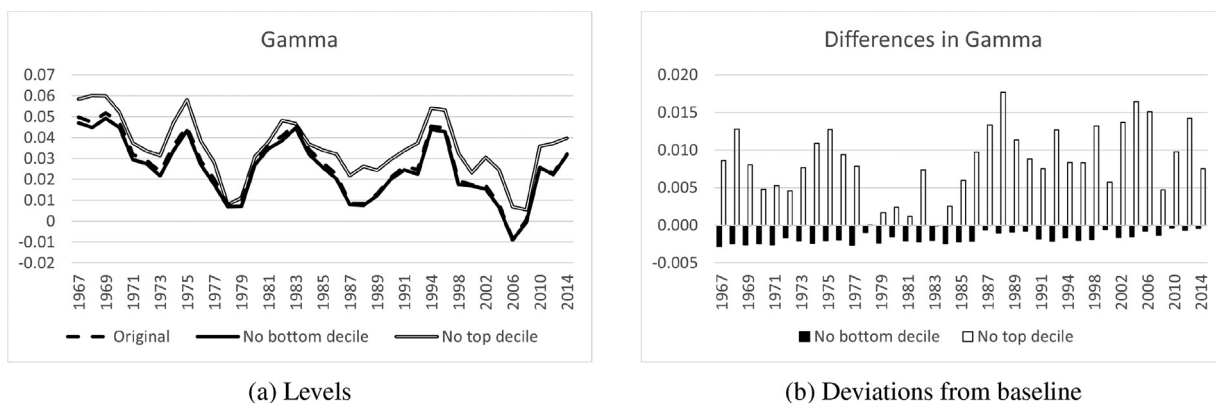 Gamma
0.07
0.06
0.05
0.04
0.03
0.02
0.01
0
-0.01
-0.02
1967 1969 1971 1973 1975 1977 1979 1981 1983 1985 1987 1989 1991 1994 1998 2002 2006 2010 2014
Original No bottom decile No top decile
(a) Levels
Differences in Gamma
0.020
0.015
0.010
0.005
0.000
-0.005
1967 1969 1971 1973 1975 1977 1979 1981 1983 1985 1987 1989 1991 1994 1998 2002 2006 2010 2014
No bottom decile No top decile
(b) Deviations from baseline